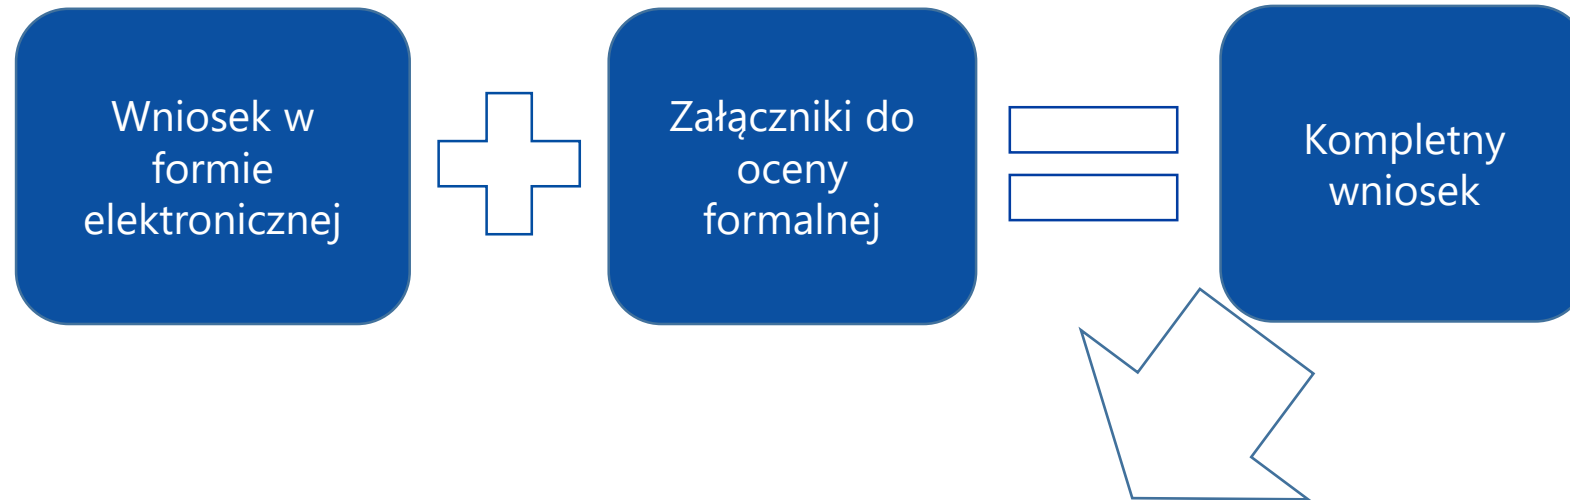 Wniosek w
formie
elektronicznej
Załączniki do
oceny
formalnej
Kompletny
wniosek